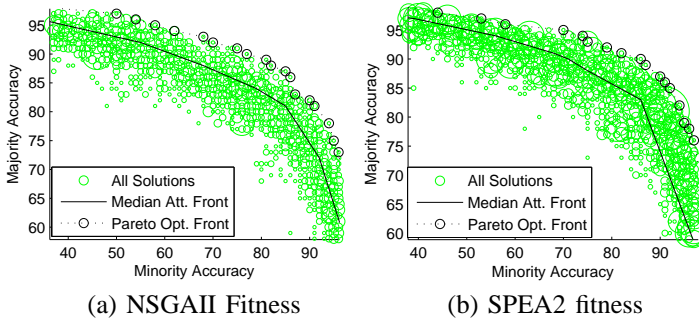 95
90
85
80
75
70
65
60
Majority Accuracy
All Solutions
Median Att. Front
Pareto Opt. Front
40 50 60 70 80 90
Minority Accuracy
(a) NSGAII Fitness
95
90
85
80
75
70
65
60
Majority Accuracy
All Solutions
Median Att. Front
Pareto Opt. Front
40 50 60 70 80 90
Minority Accuracy
(b) SPEA2 fitness